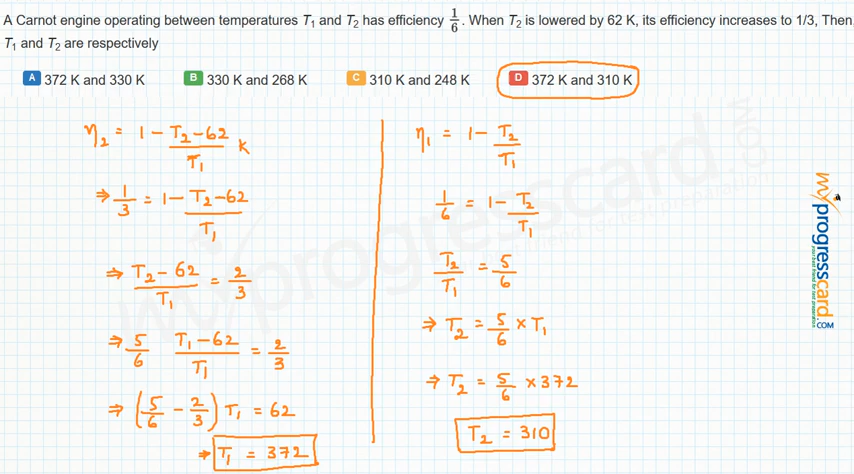 A Carnot engine operating between temperatures T₁ and T₂ has efficiency 1/6. When T₂ is lowered by 62 K, its efficiency increases to 1/3, Then
T₁ and T₂ are respectively
A 372 K and 330 K B 330 K and 268 K C 310 K and 248 K D 372 K and 310 K
η₂ = 1 - (T₂ - 62)/T₁ K
⇒ 1/3 = 1 - (T₂ - 62)/T₁
⇒ (T₂ - 62)/T₁ = 2/3
⇒ 5/6 (T₁ - 62)/T₁ = 2/3
⇒ (5/6 - 2/3) T₁ = 62
⇒ T₁ = 372
η₁ = 1 - T₂/T₁
1/6 = 1 - T₂/T₁
T₂/T₁ = 5/6
⇒ T₂ = 5/6 × T₁
⇒ T₂ = 5/6 × 372
T₂ = 310
myprogresscard.COM